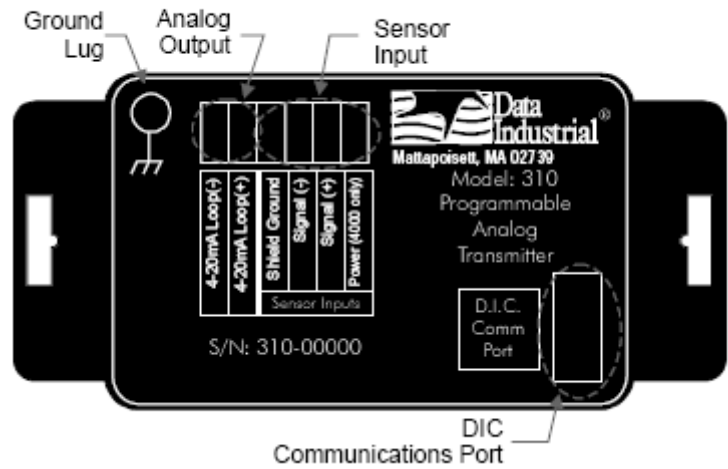 Ground
Lug
Analog
Output
Sensor
Input
Data
Industrial®
Mattapoisett, MA 02739
Model: 310
Programmable
Analog
Transmitter
4-20mA Loop(-)
4-20mA Loop(+)
Shield Ground
Signal (-)
Signal (+)
Power (4000 only)
Sensor Inputs
D.I.C.
Comm
Port
S/N: 310-00000
DIC
Communications Port